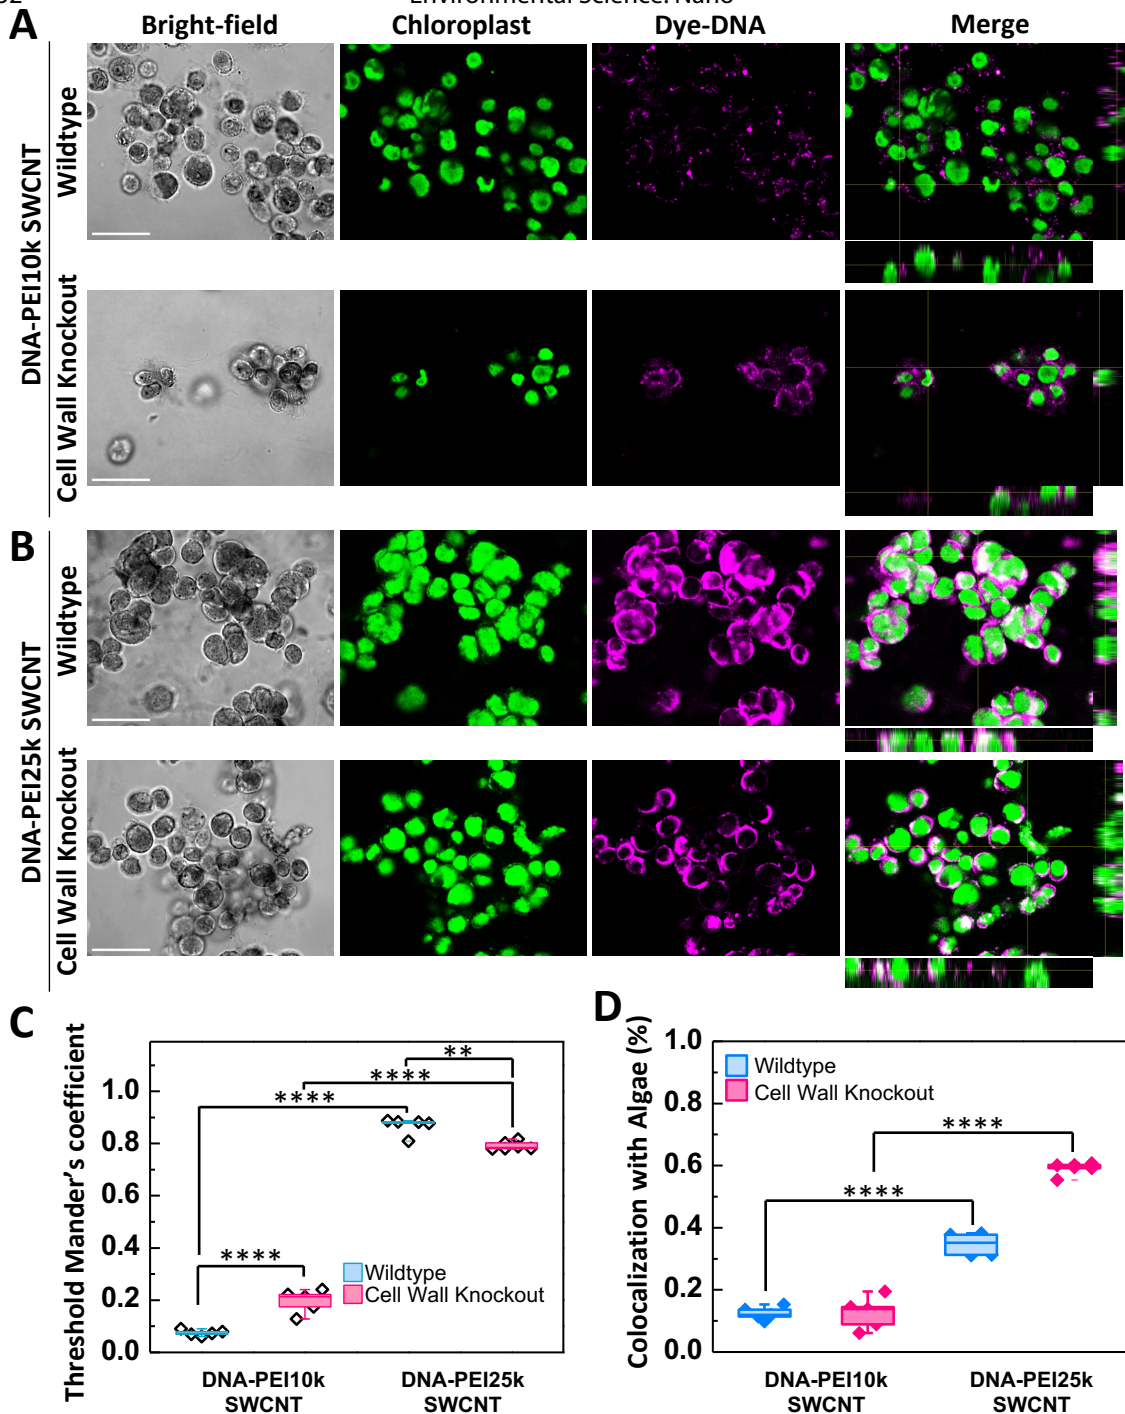 Environmental Science: Nano
A
Bright-field Chloroplast Dye-DNA Merge
DNA-PEI10k SWCNT
Wildtype
Cell Wall Knockout
B
DNA-PEI25k SWCNT
Wildtype
Cell Wall Knockout
C
Threshold Mander's coefficient
1.0
0.8
0.6
0.4
0.2
0.0
**
****
****
****
Wildtype
Cell Wall Knockout
DNA-PEI10k
SWCNT
DNA-PEI25k
SWCNT
D
Colocalization with Algae (%)
1.0
0.8
0.6
0.4
0.2
0.0
Wildtype
Cell Wall Knockout
****
****
DNA-PEI10k
SWCNT
DNA-PEI25k
SWCNT